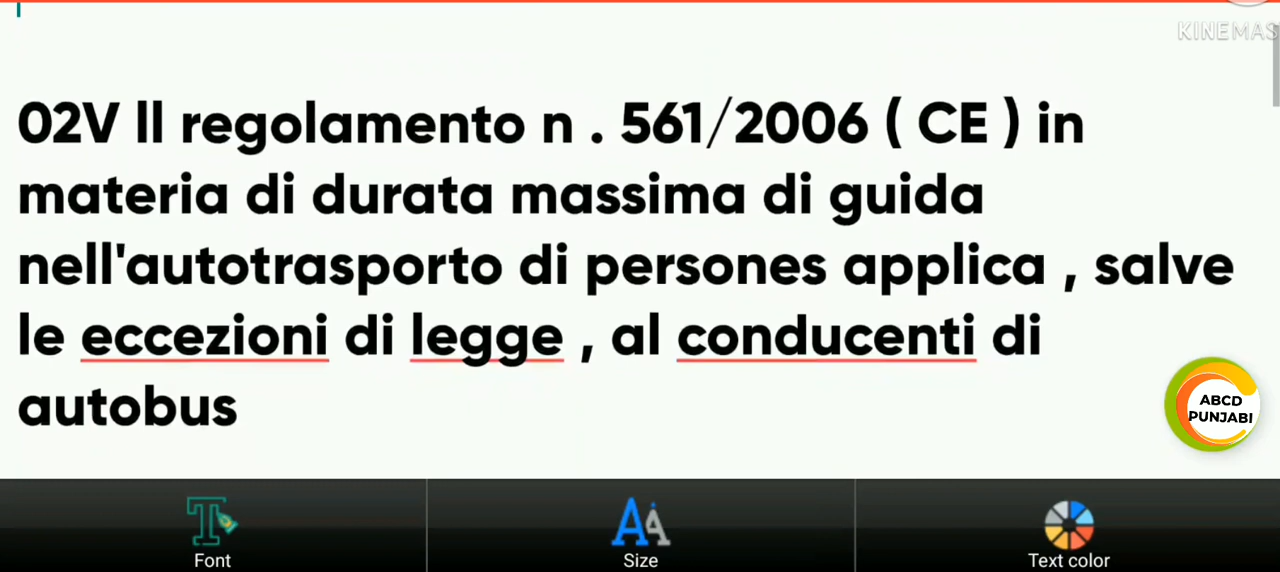 KINEMAS
02V ll regolamento n . 561/2006 ( CE ) in
materia di durata massima di guida
nell'autotrasporto di persones applica , salve
le eccezioni di legge , al conducenti di
autobus
ABCD
PUNJABI
Font
Size
Text color